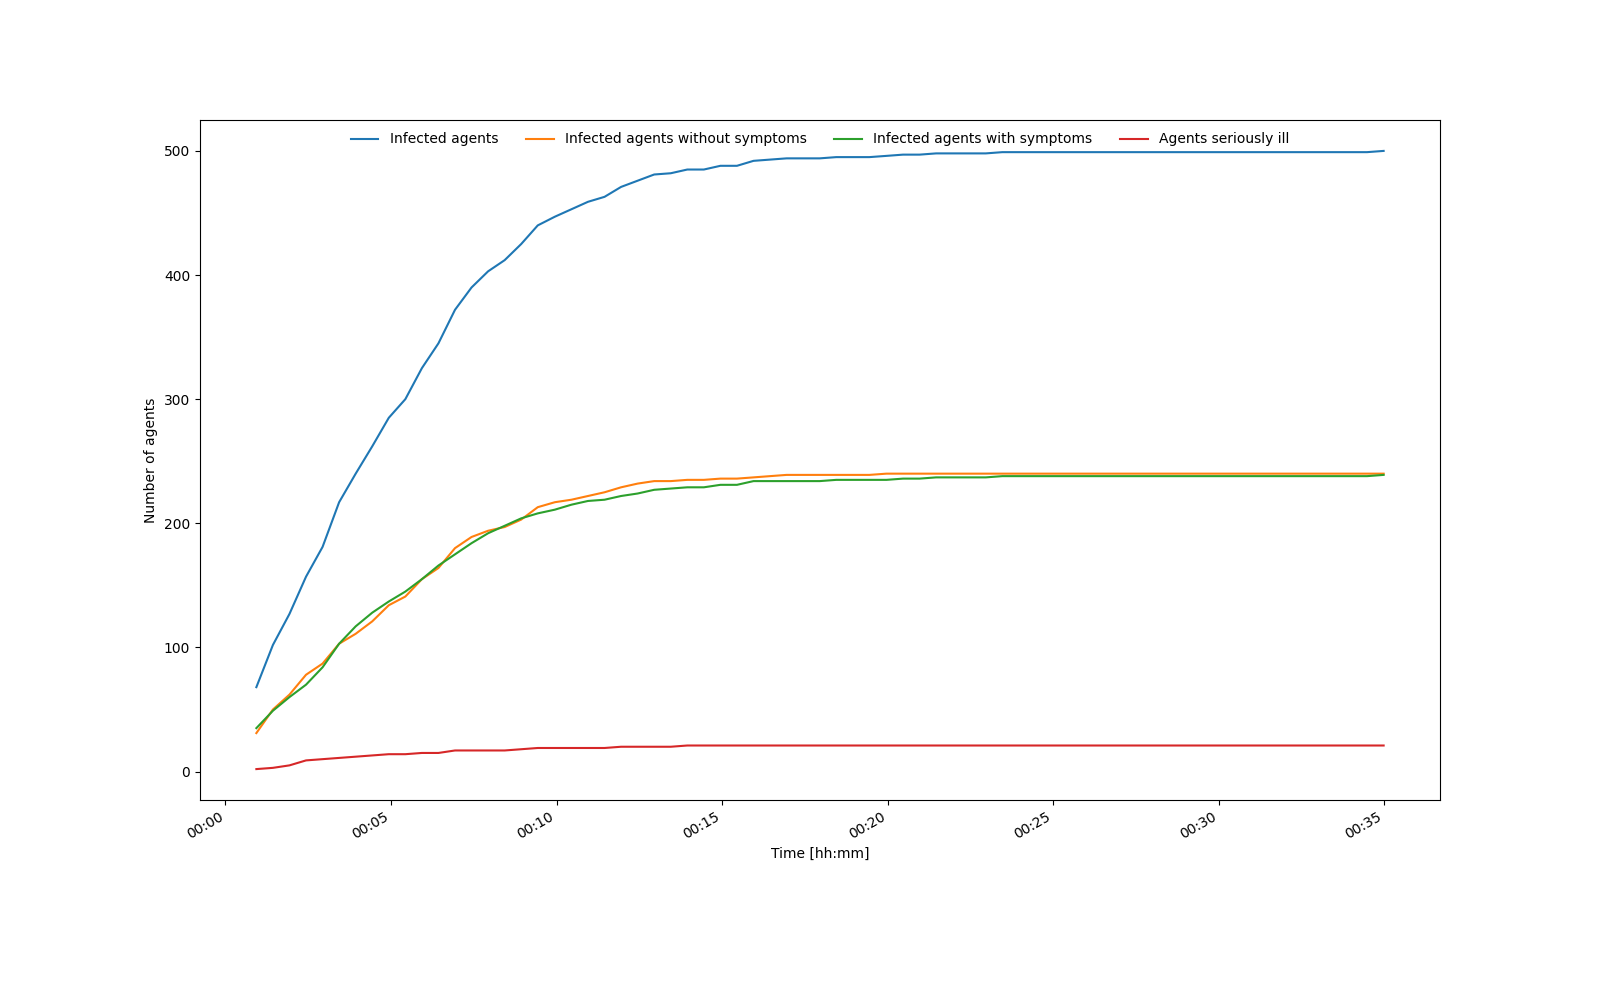 Infected agents Infected agents without symptoms Infected agents with symptoms Agents seriously ill
500
400
300
200
100
0
Number of agents
00:00 00:05 00:10 00:15 00:20 00:25 00:30 00:35
Time [hh:mm]